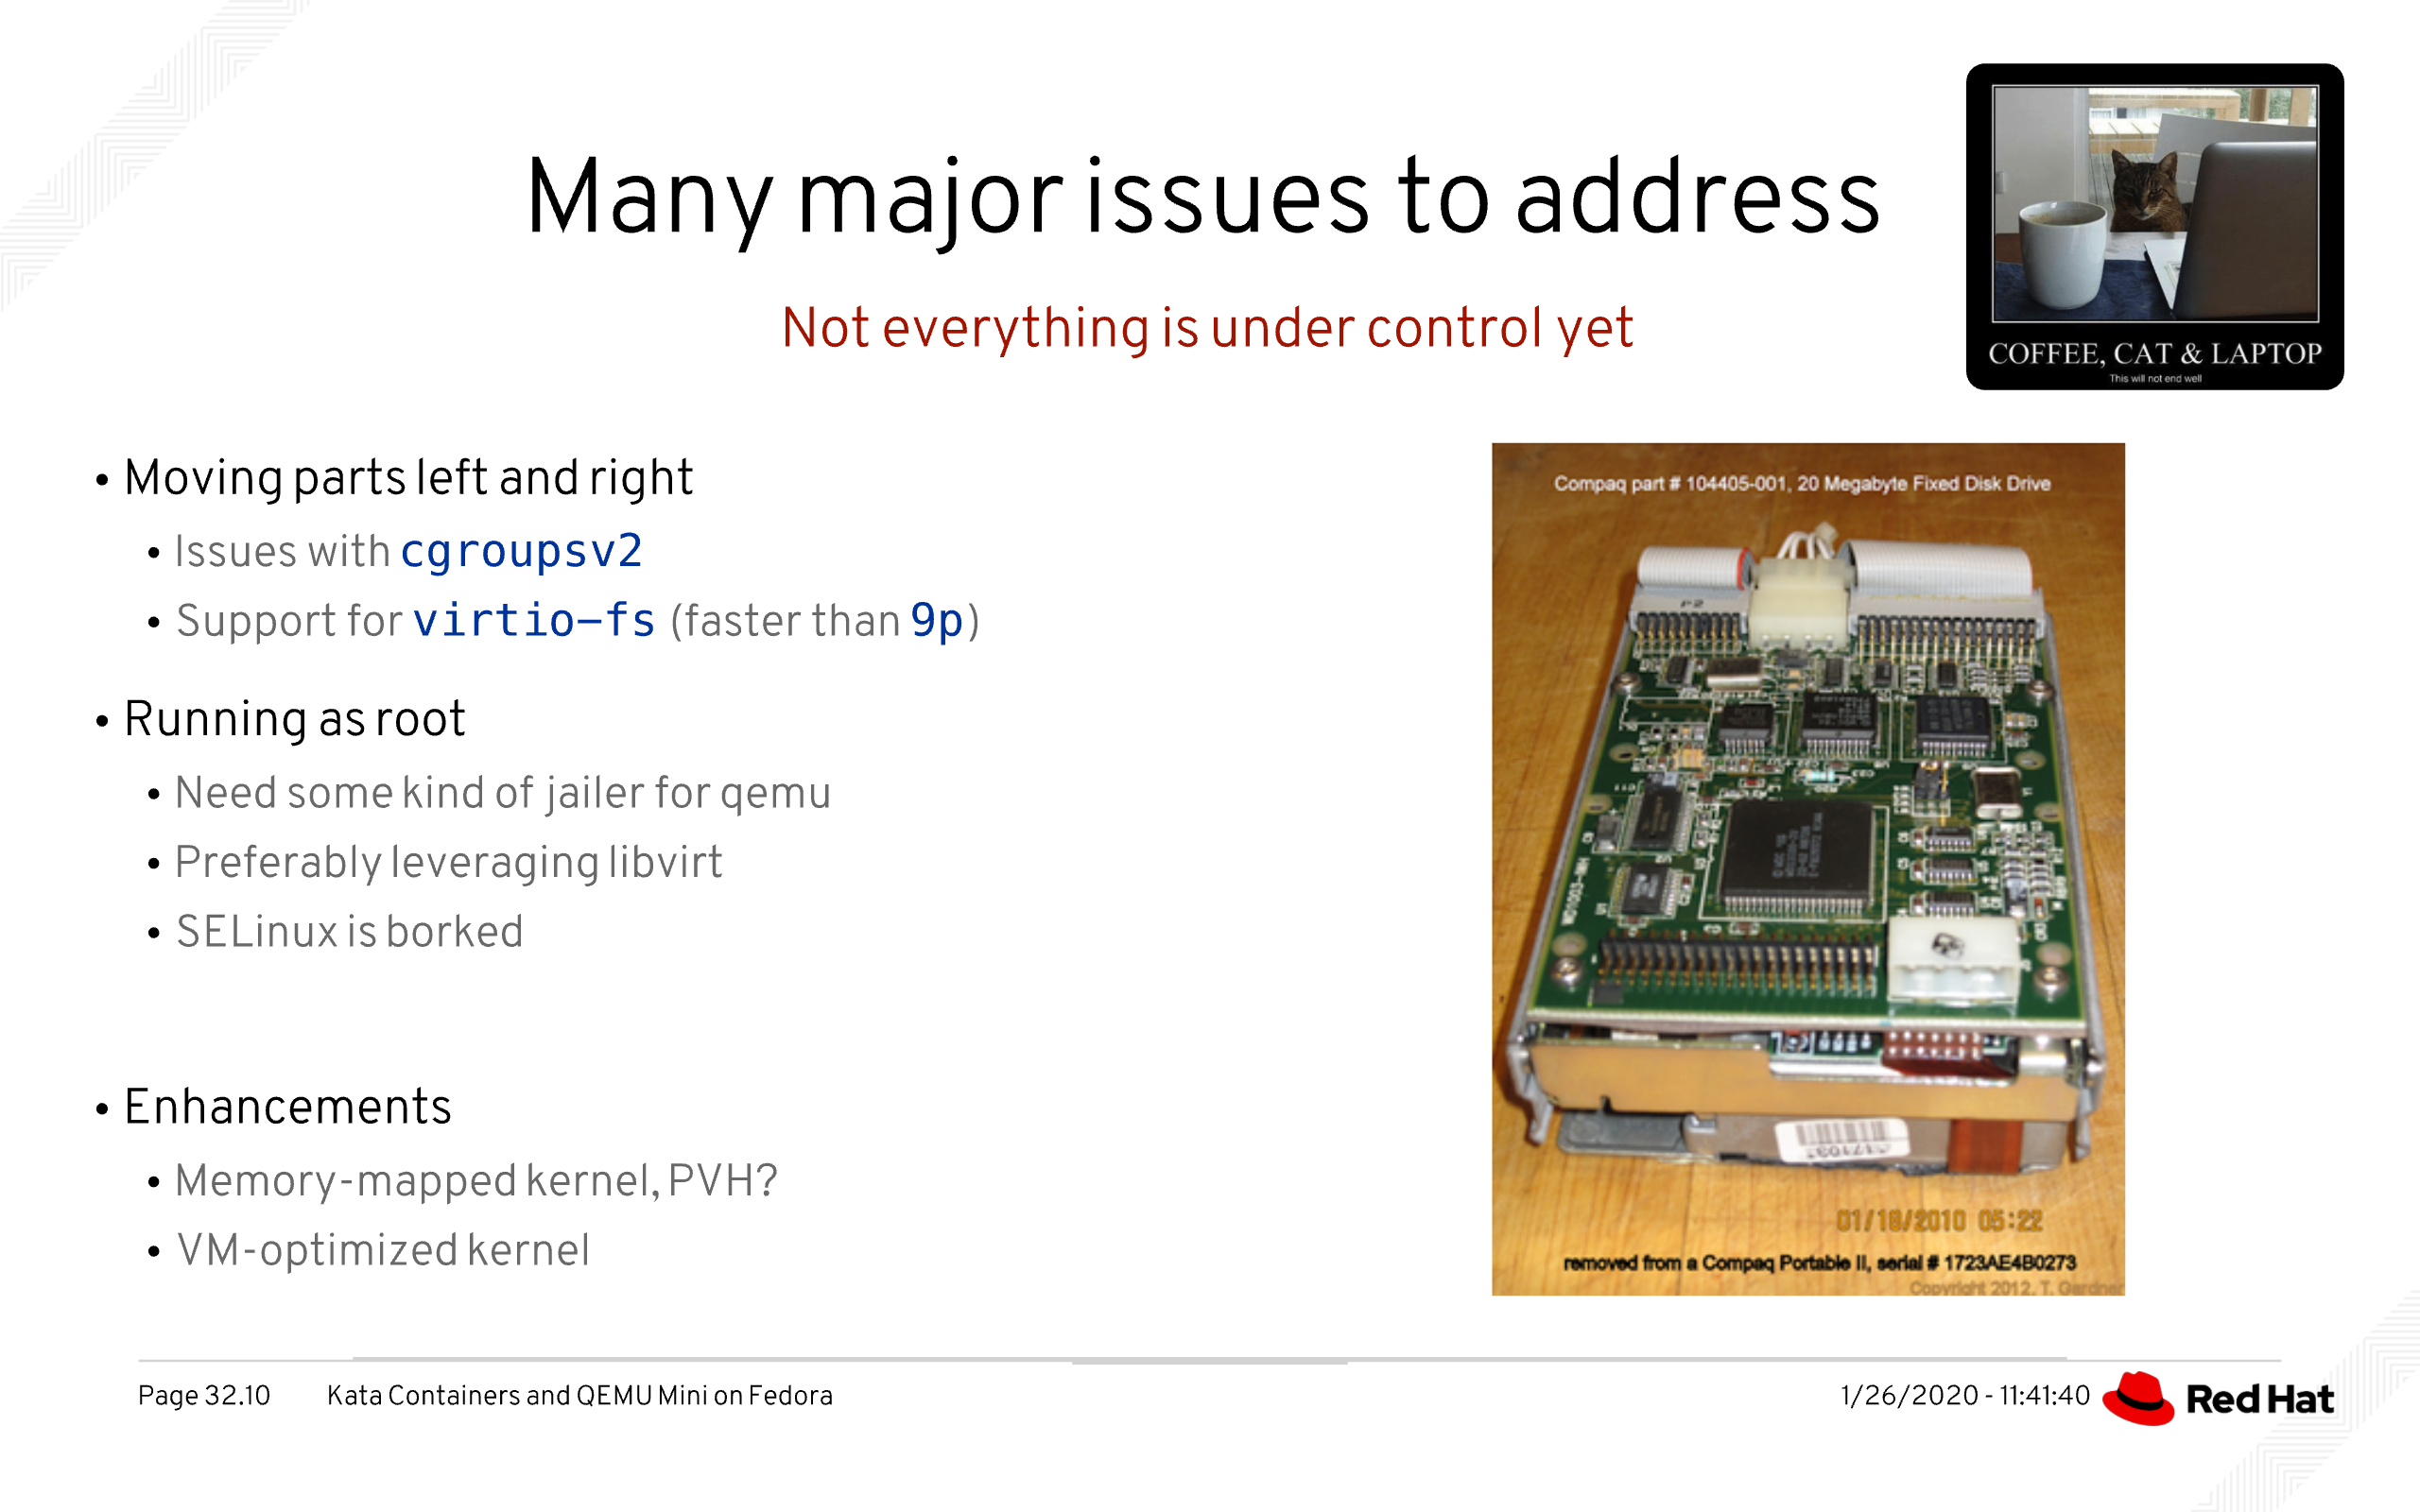 Many major issues to address
Not everything is under control yet
COFFEE, CAT & LAPTOP
This will not end well
• Moving parts left and right
• Issues with cgroupsv2
• Support for virtio-fs (faster than 9p)
• Running as root
• Need some kind of jailer for qemu
• Preferably leveraging libvirt
• SELinux is borked
• Enhancements
• Memory-mapped kernel, PVH?
• VM-optimized kernel
Compaq part # 104405-001, 20 Megabyte Fixed Disk Drive
P2
01/18/2010 05:22
removed from a Compaq Portable II, serial # 1723AE4B0273
Copyright 2012, T. Gardner
Page 32.10
Kata Containers and QEMU Mini on Fedora
1/26/2020 - 11:41:40
Red Hat